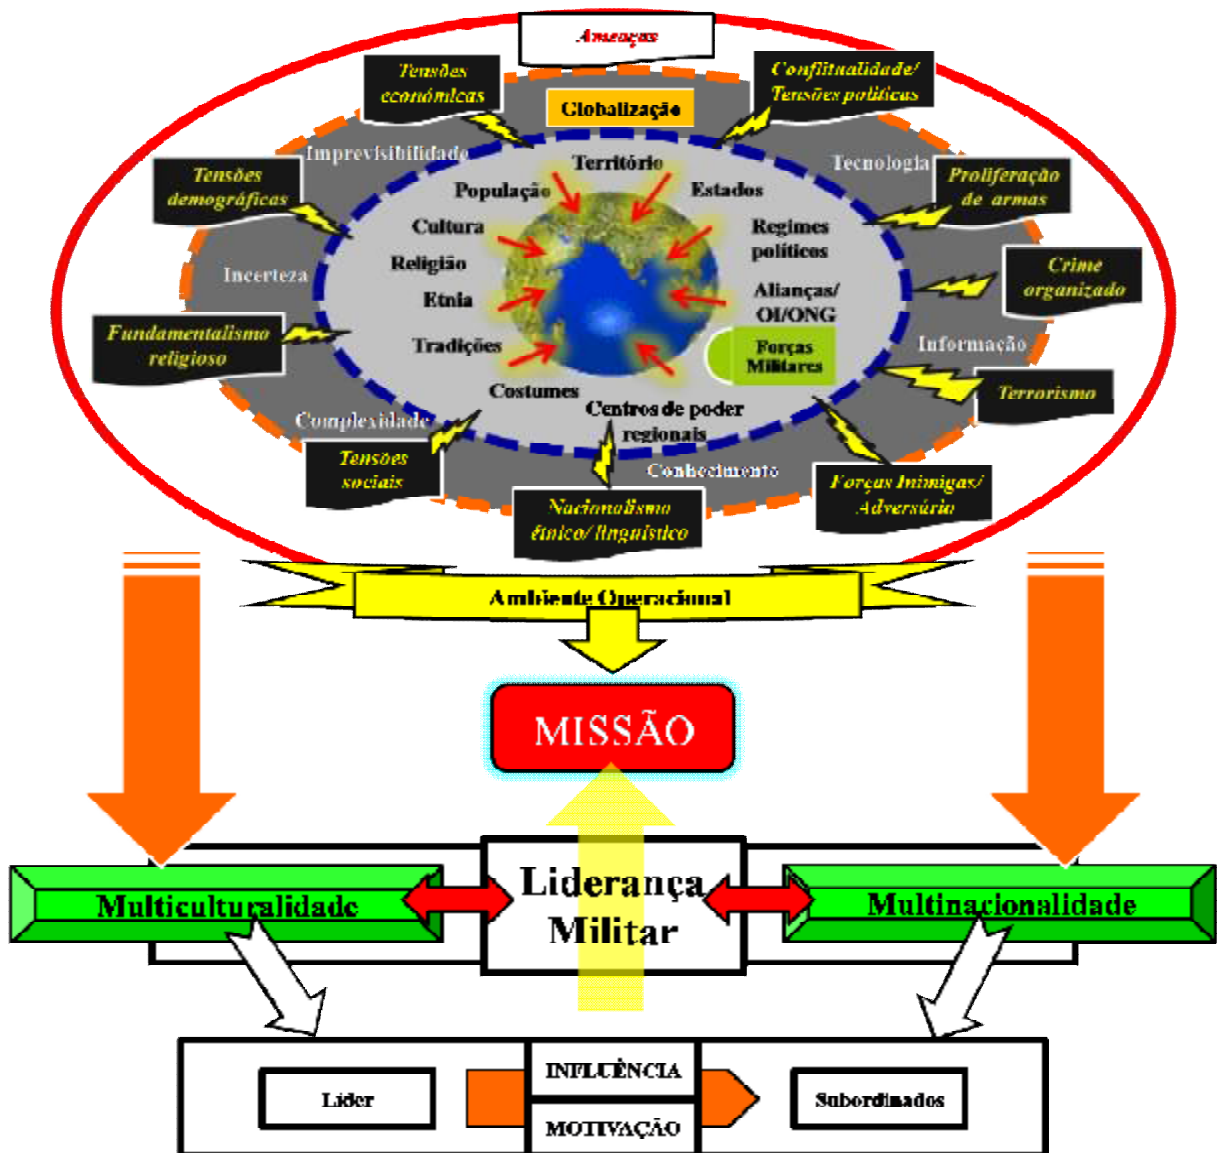 Ameaças
Tensões
económicas
Conflitualidade/
Tensões políticas
Globalização
Imprevisibilidade
Tecnologia
Território
Tensões
demográficas
População
Estados
Proliferação
de armas
Cultura
Regimes
políticos
Religião
Incerteza
Crime
organizado
Etnia
Alianças/
OI/ONG
Fundamentalismo
religioso
Tradições
Forças
Militares
Informação
Costumes
Terrorismo
Complexidade
Centros de poder
regionais
Tensões
sociais
Conhecimento
Forças Inimigas/
Adversário
Nacionalismo
étnico/linguístico
Ambiente Operacional
MISSÃO
Liderança
Militar
Multiculturalidade
Multinacionalidade
INFLUÊNCIA
Líder
Subordinados
MOTIVAÇÃO